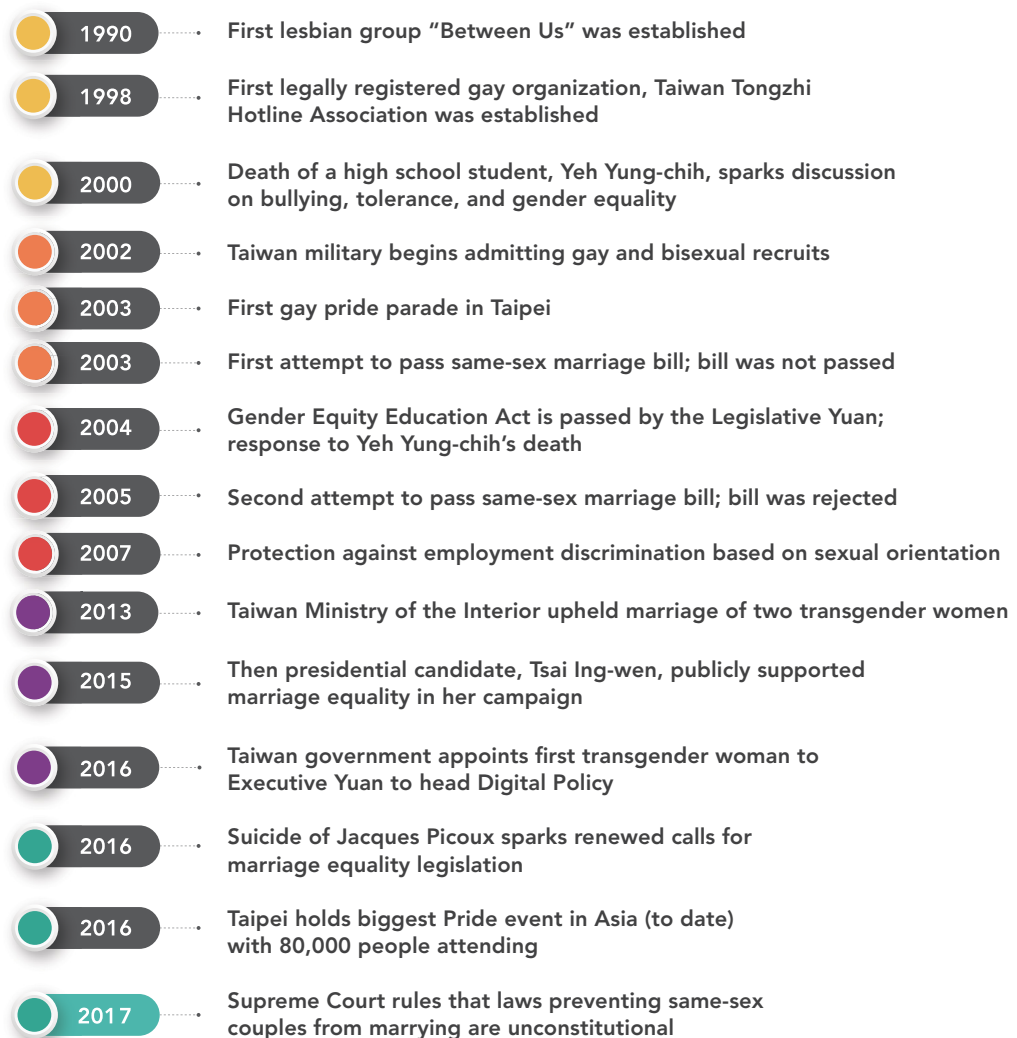 1990
First lesbian group “Between Us” was established
1998
First legally registered gay organization, Taiwan Tongzhi
Hotline Association was established
2000
Death of a high school student, Yeh Yung-chih, sparks discussion
on bullying, tolerance, and gender equality
2002
Taiwan military begins admitting gay and bisexual recruits
2003
First gay pride parade in Taipei
2003
First attempt to pass same-sex marriage bill; bill was not passed
2004
Gender Equity Education Act is passed by the Legislative Yuan;
response to Yeh Yung-chih’s death
2005
Second attempt to pass same-sex marriage bill; bill was rejected
2007
Protection against employment discrimination based on sexual orientation
2013
Taiwan Ministry of the Interior upheld marriage of two transgender women
2015
Then presidential candidate, Tsai Ing-wen, publicly supported
marriage equality in her campaign
2016
Taiwan government appoints first transgender woman to
Executive Yuan to head Digital Policy
2016
Suicide of Jacques Picoux sparks renewed calls for
marriage equality legislation
2016
Taipei holds biggest Pride event in Asia (to date)
with 80,000 people attending
2017
Supreme Court rules that laws preventing same-sex
couples from marrying are unconstitutional